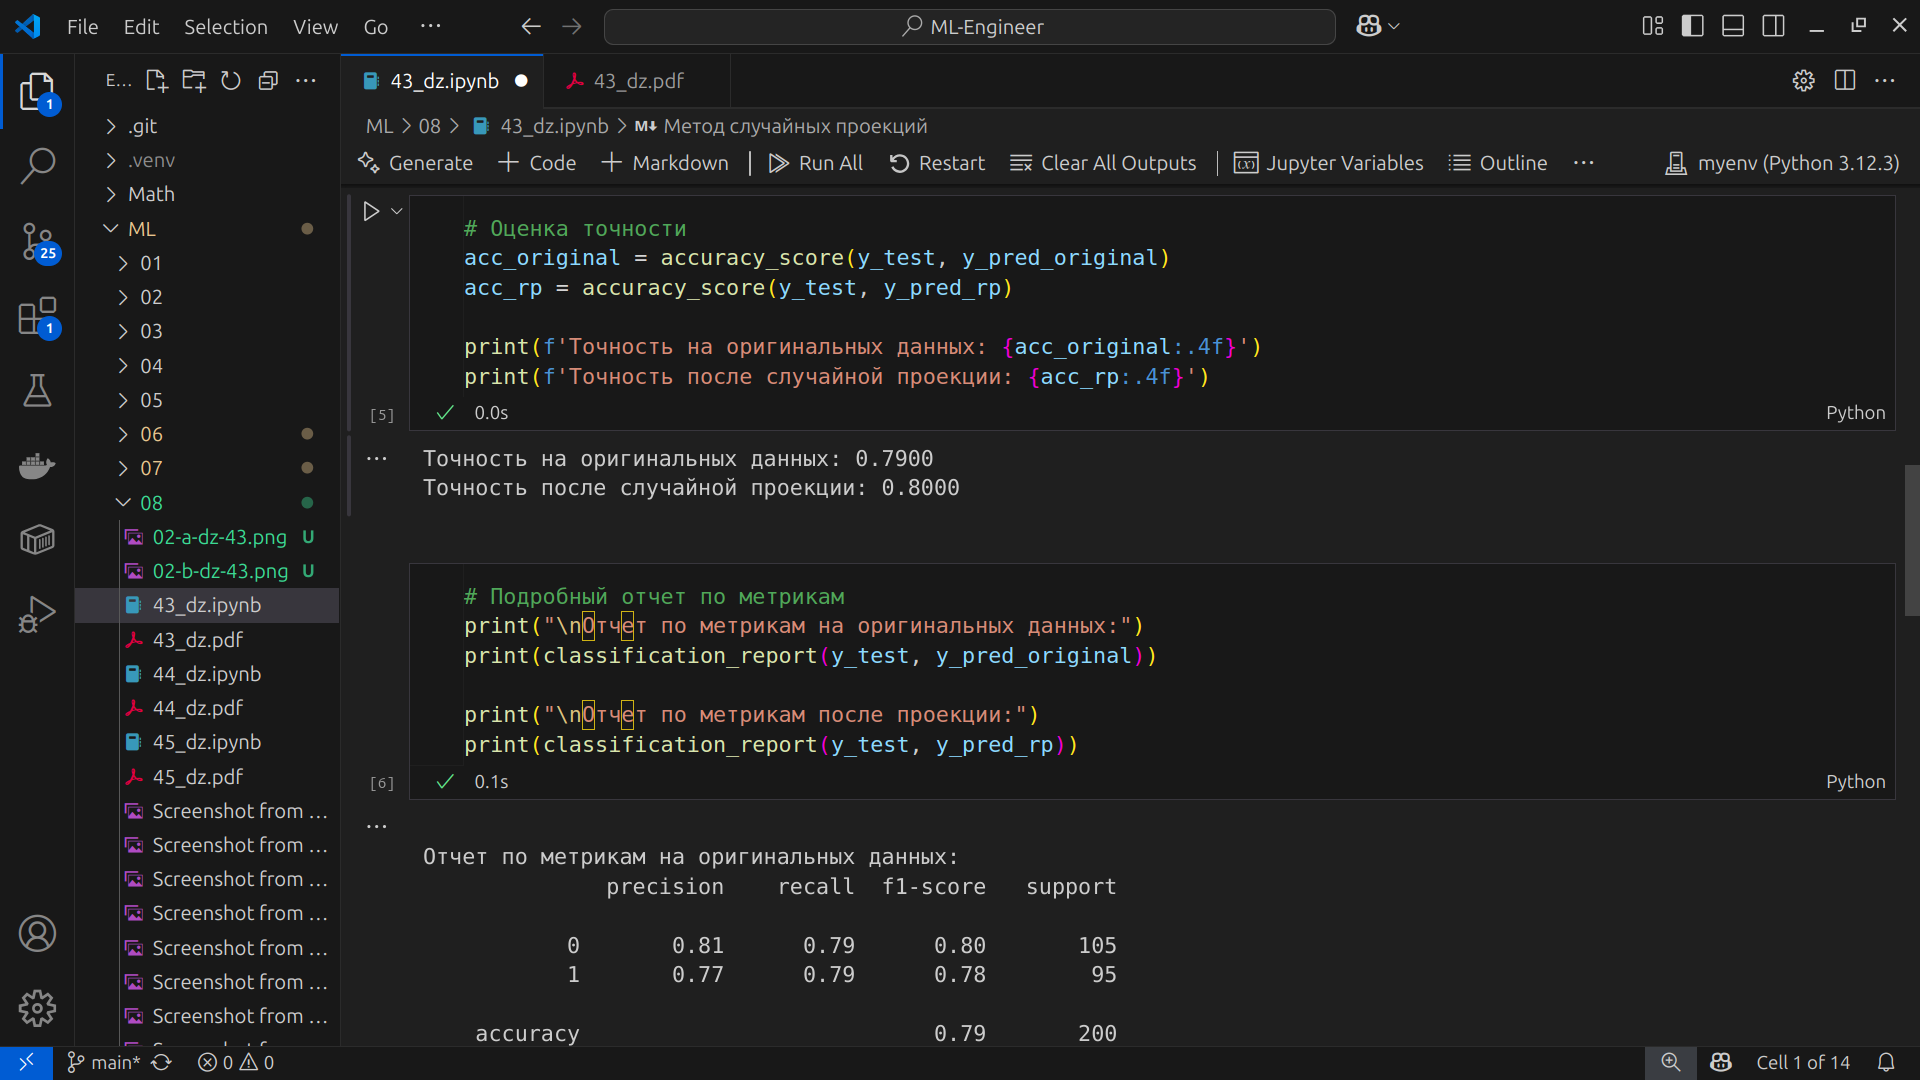 File Edit Selection View Go ···
ML-Engineer
E... ···
43_dz.ipynb
43_dz.pdf
ML > 08 > 43_dz.ipynb > M↓ Метод случайных проекций
Generate + Code + Markdown | Run All Restart Clear All Outputs | Jupyter Variables Outline ··· myenv (Python 3.12.3)
1
25
1
.git
.venv
Math
ML
01
02
03
04
05
06
07
08
02-a-dz-43.png U
02-b-dz-43.png U
43_dz.ipynb
43_dz.pdf
44_dz.ipynb
44_dz.pdf
45_dz.ipynb
45_dz.pdf
Screenshot from ...
Screenshot from ...
Screenshot from ...
Screenshot from ...
Screenshot from ...
Screenshot from ...
Screenshot from ...
# Оценка точности
acc_original = accuracy_score(y_test, y_pred_original)
acc_rp = accuracy_score(y_test, y_pred_rp)
print(f'Точность на оригинальных данных: {acc_original:.4f}')
print(f'Точность после случайной проекции: {acc_rp:.4f}')
[5] 0.0s Python
Точность на оригинальных данных: 0.7900
Точность после случайной проекции: 0.8000
# Подробный отчет по метрикам
print("\nОтчет по метрикам на оригинальных данных:")
print(classification_report(y_test, y_pred_original))
print("\nОтчет по метрикам после проекции:")
print(classification_report(y_test, y_pred_rp))
[6] 0.1s Python
Отчет по метрикам на оригинальных данных:
precision recall f1-score support
0 0.81 0.79 0.80 105
1 0.77 0.79 0.78 95
accuracy 0.79 200
main* 0 0 Cell 1 of 14